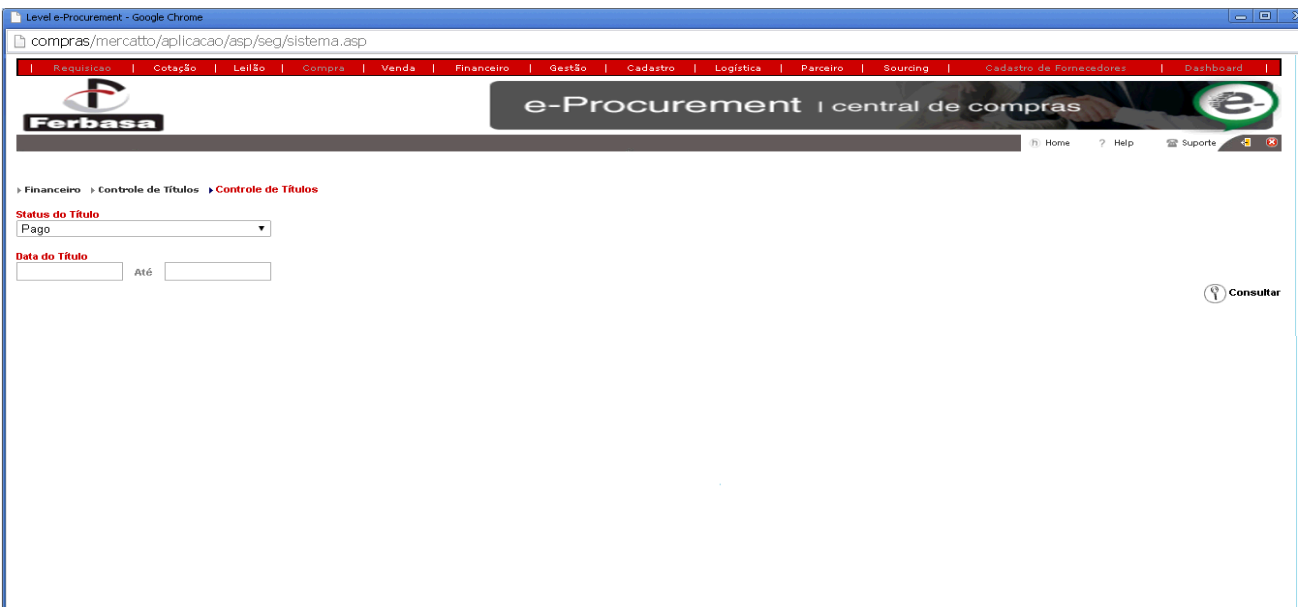 Level e-Procurement - Google Chrome
compras/mercatto/aplicacao/asp/seg/sistema.asp
| Requisicao | Cotação | Leilão | Compra | Venda | Financeiro | Gestão | Cadastro | Logística | Parceiro | Sourcing | Cadastro de Fornecedores | Dashboard |
Ferbasa
e-Procurement | central de compras
e-
h Home ? Help Suporte
Financeiro Controle de Títulos Controle de Títulos
Status do Título
Pago
Data do Título
Até
Consultar